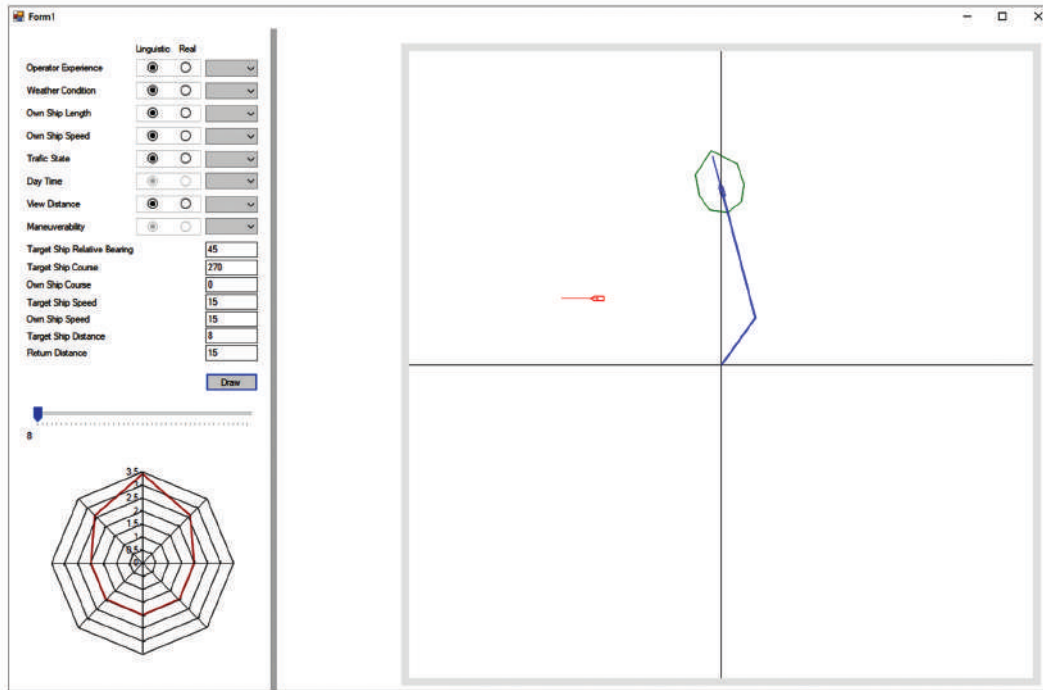 Form1
Linguistic Real
Operator Experience
Weather Condition
Own Ship Length
Own Ship Speed
Trafic State
Day Time
View Distance
Maneuverability
Target Ship Relative Bearing 45
Target Ship Course 270
Own Ship Course 0
Target Ship Speed 15
Own Ship Speed 15
Target Ship Distance 8
Return Distance 15
Draw
8
3.5
3
2.5
2
1.5
1
0.5
0